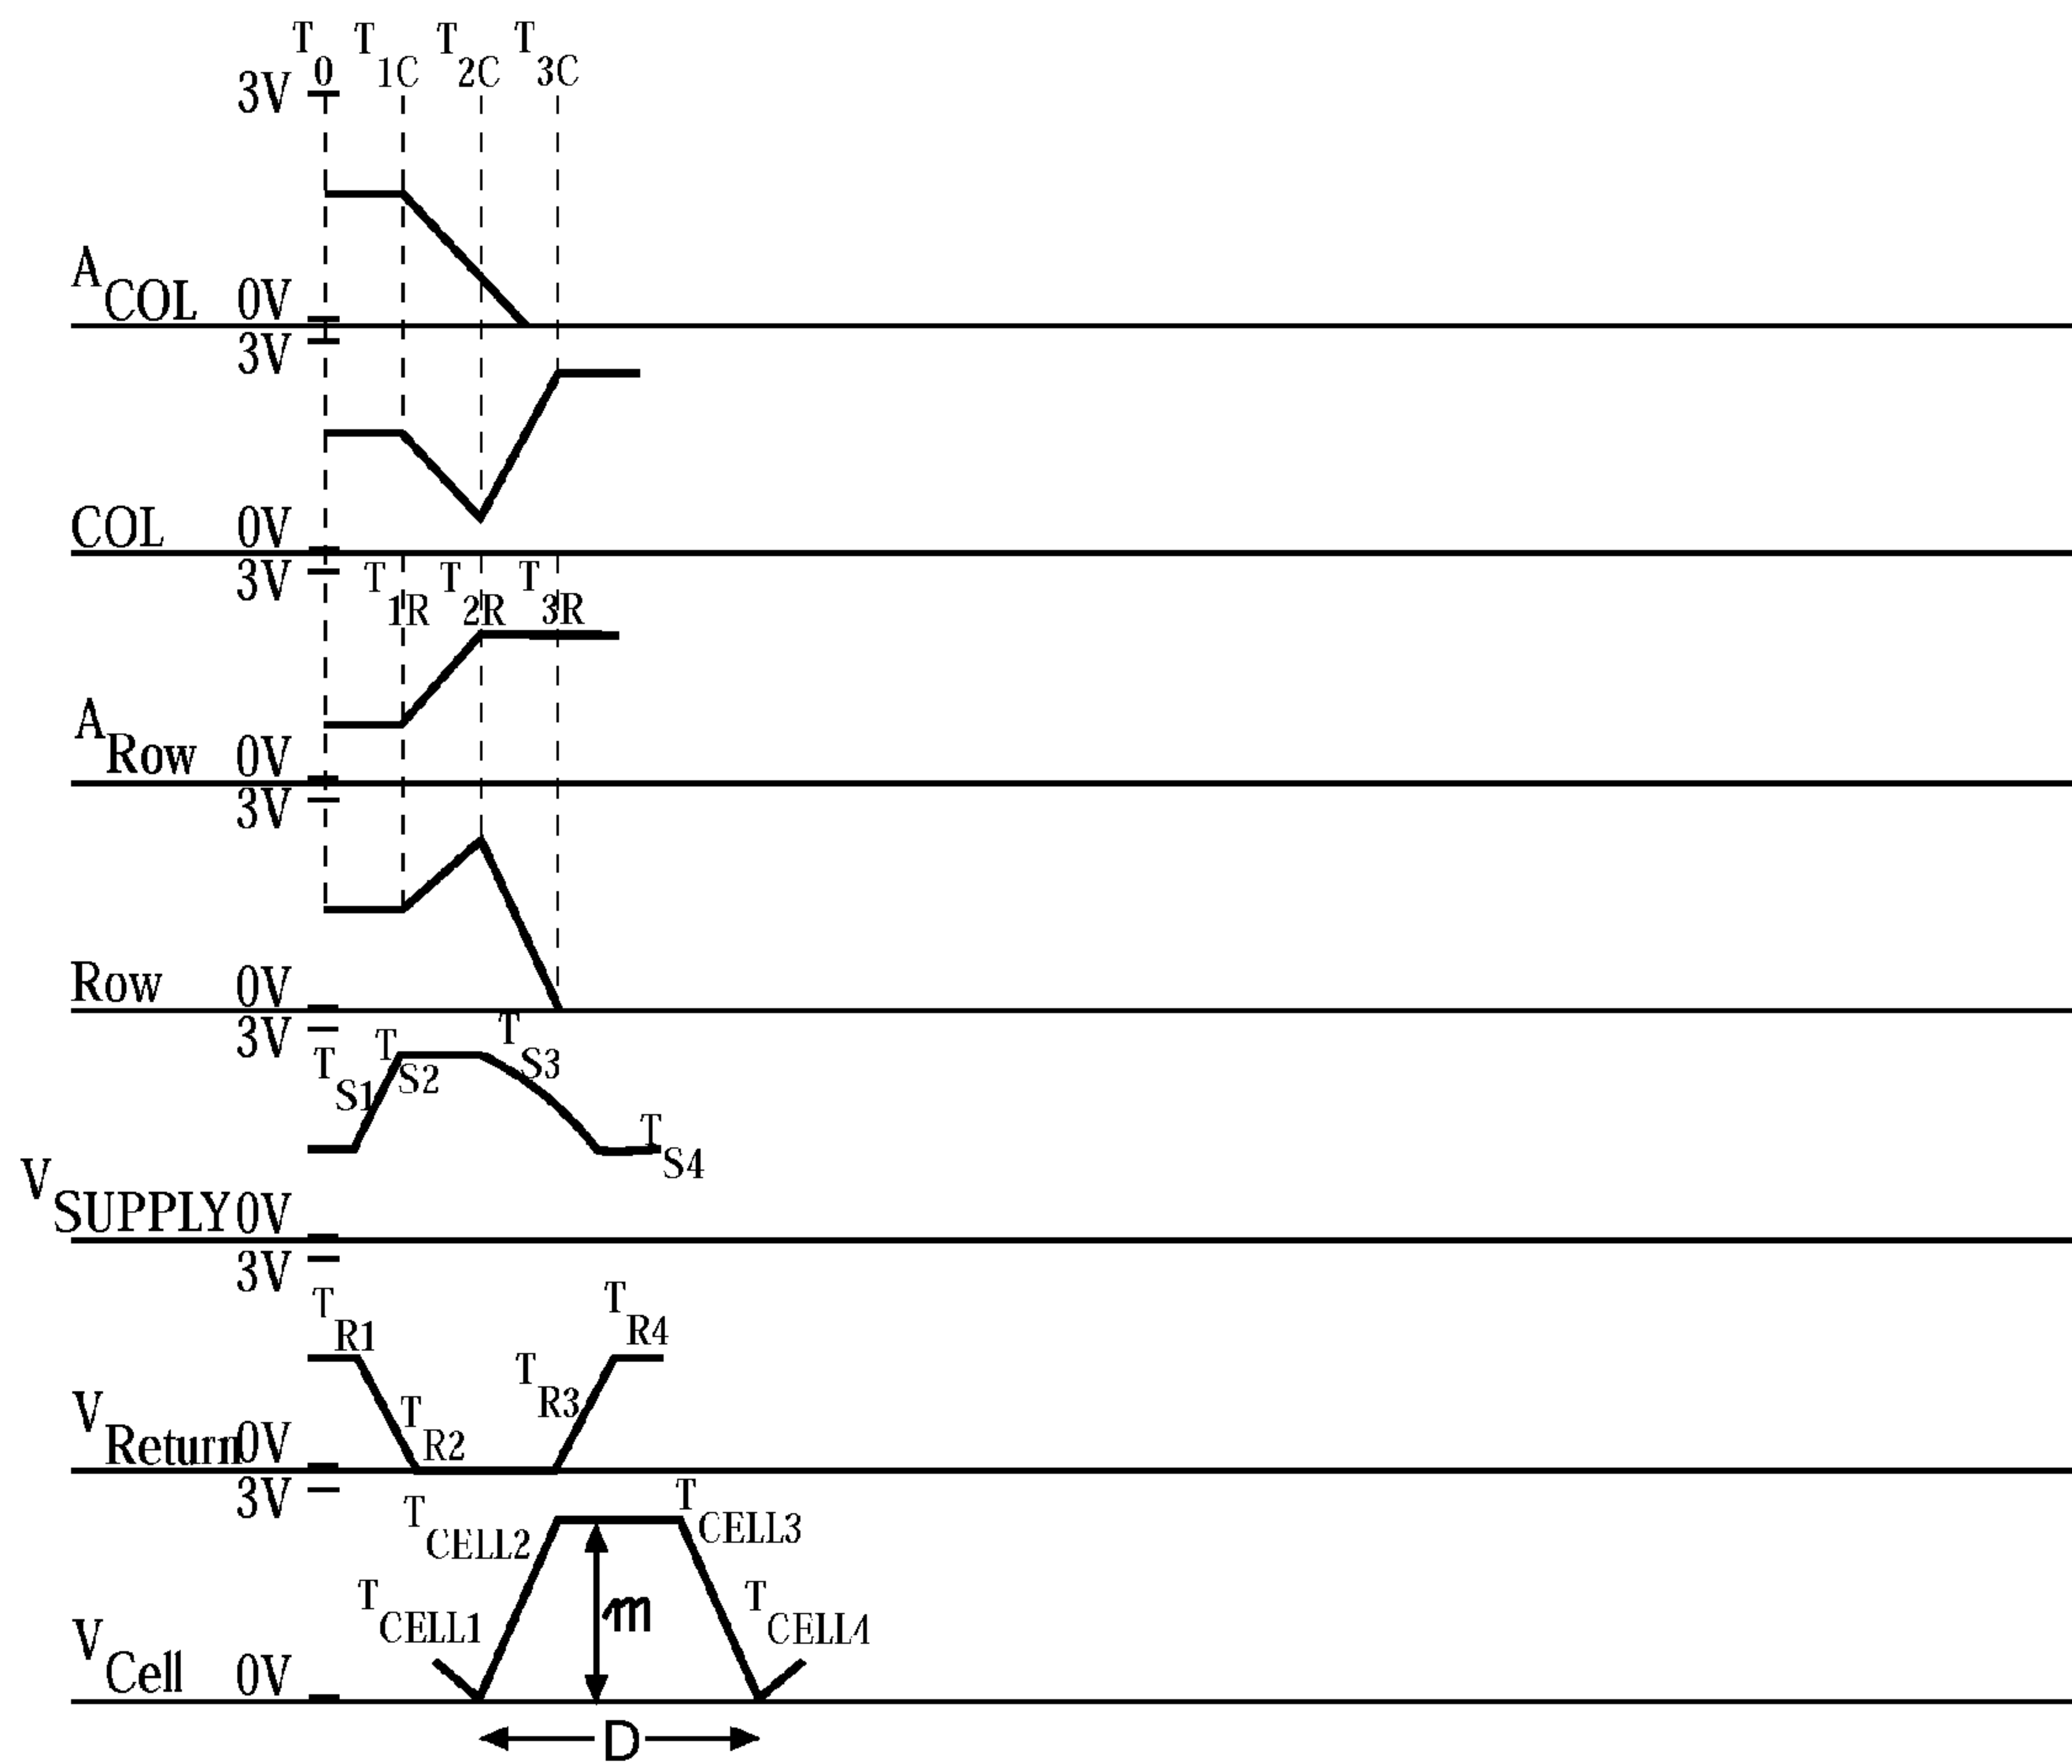 T0 T1C T2C T3C
3V
ACOL 0V
3V
COL 0V
3V T1R T2R T3R
ARow 0V
3V
Row 0V
3V TS1 TS2 TS3
TS4
VSUPPLY 0V
3V
TR1 TR4
TR3
TR2
VReturn 0V
3V TCELL2 TCELL3
m
TCELL1 TCELL4
VCell 0V
D